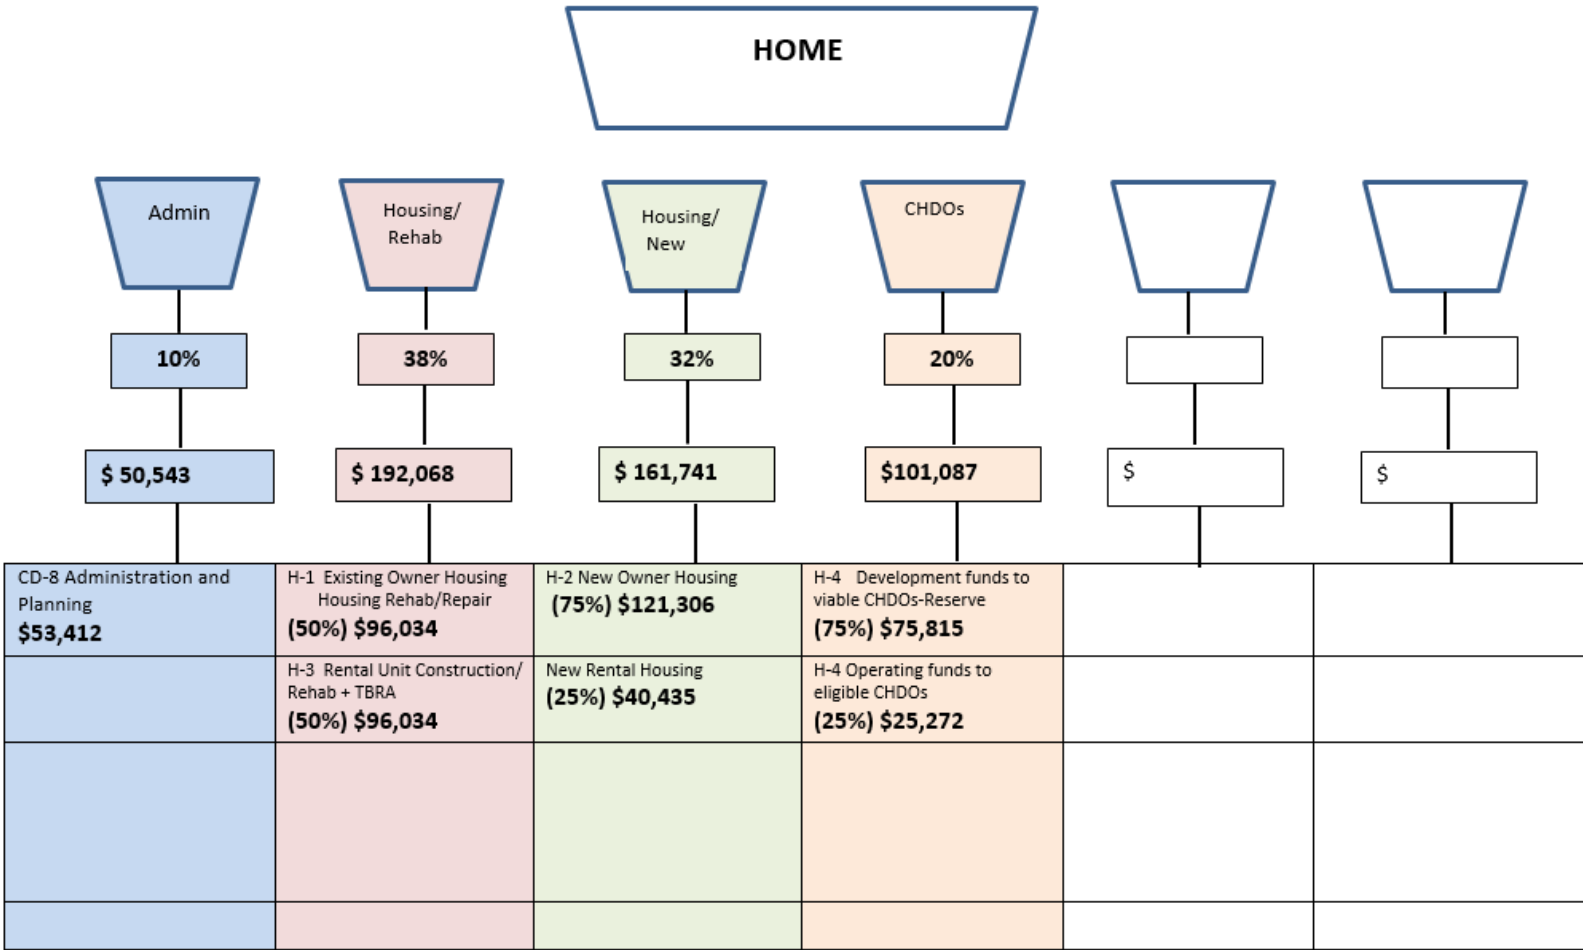 HOME
Admin
Housing/
Rehab
Housing/
New
CHDOs
10%
38%
32%
20%
$ 50,543
$ 192,068
$ 161,741
$101,087
$
$
CD-8 Administration and
Planning
$53,412
H-1 Existing Owner Housing
Housing Rehab/Repair
(50%) $96,034
H-2 New Owner Housing
(75%) $121,306
H-4 Development funds to
viable CHDOs-Reserve
(75%) $75,815
H-3 Rental Unit Construction/
Rehab + TBRA
(50%) $96,034
New Rental Housing
(25%) $40,435
H-4 Operating funds to
eligible CHDOs
(25%) $25,272